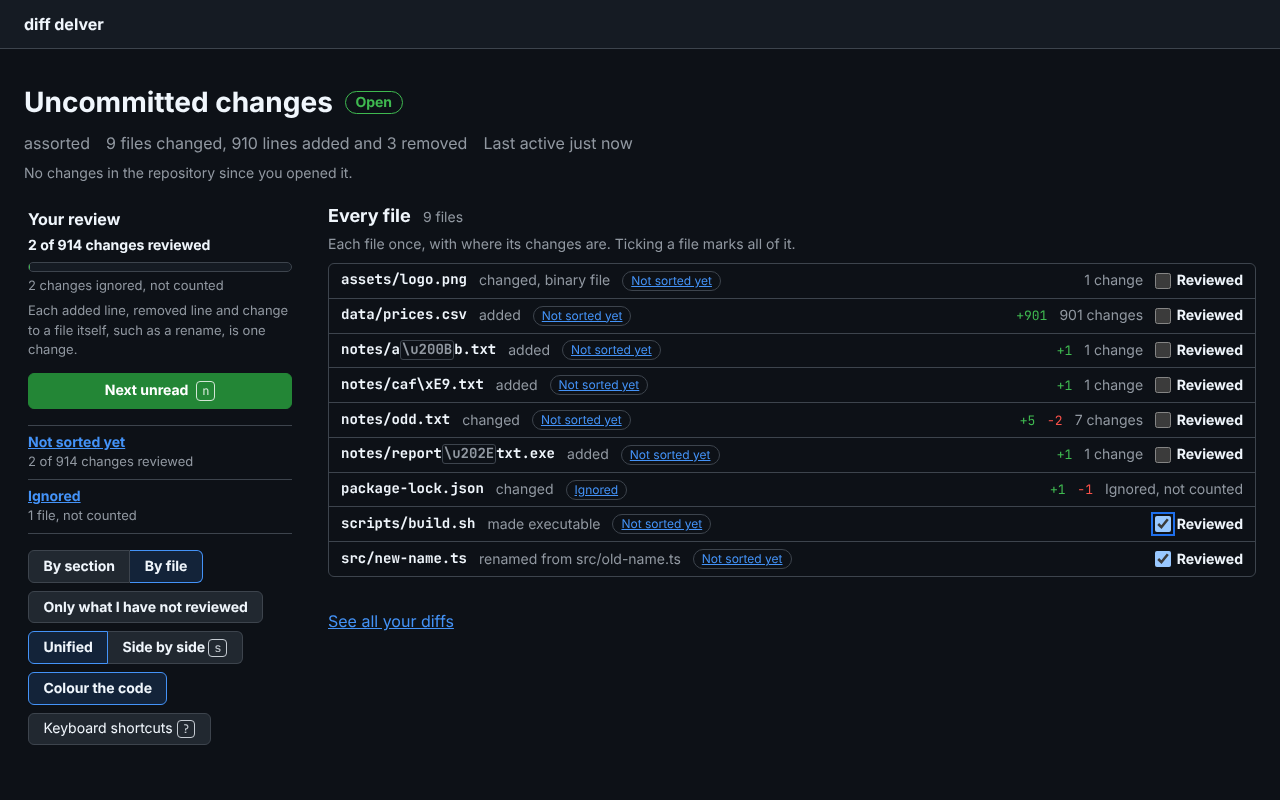 diff delver
Uncommitted changes Open
assorted 9 files changed, 910 lines added and 3 removed Last active just now
No changes in the repository since you opened it.
Your review
2 of 914 changes reviewed
2 changes ignored, not counted
Each added line, removed line and change
to a file itself, such as a rename, is one
change.
Next unread n
Not sorted yet
2 of 914 changes reviewed
Ignored
1 file, not counted
By section By file
Only what I have not reviewed
Unified Side by side s
Colour the code
Keyboard shortcuts ?
Every file 9 files
Each file once, with where its changes are. Ticking a file marks all of it.
assets/logo.png changed, binary file Not sorted yet 1 change Reviewed
data/prices.csv added Not sorted yet +901 901 changes Reviewed
notes/a\u200Bb.txt added Not sorted yet +1 1 change Reviewed
notes/caf\xE9.txt added Not sorted yet +1 1 change Reviewed
notes/odd.txt changed Not sorted yet +5 -2 7 changes Reviewed
notes/report\u202Etxt.exe added Not sorted yet +1 1 change Reviewed
package-lock.json changed Ignored +1 -1 Ignored, not counted
scripts/build.sh made executable Not sorted yet Reviewed
src/new-name.ts renamed from src/old-name.ts Not sorted yet Reviewed
See all your diffs